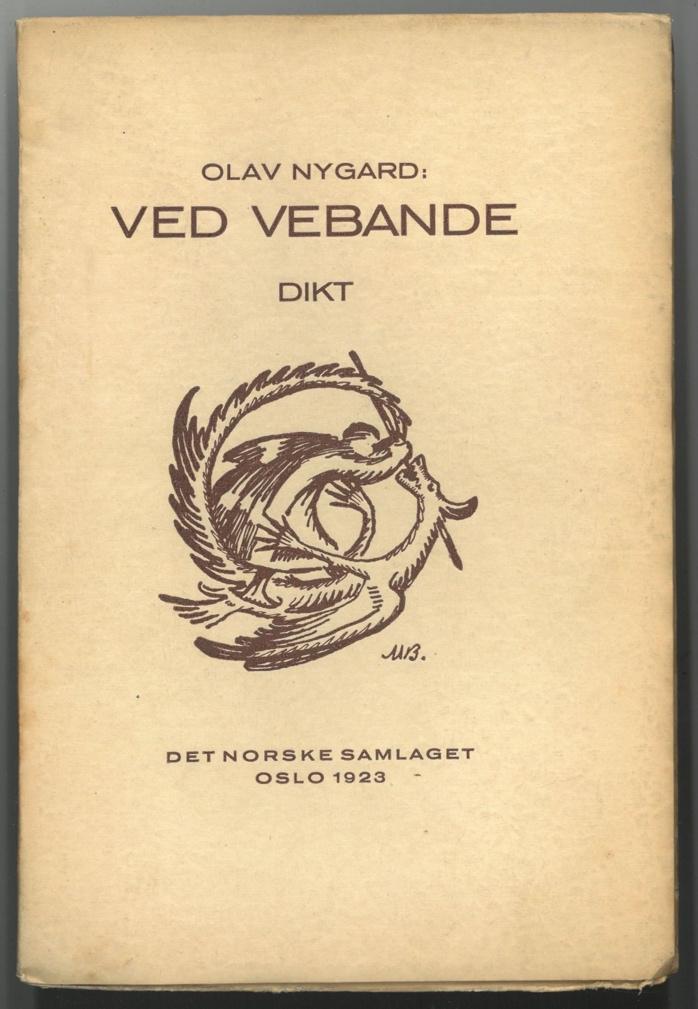 OLAV NYGARD:
VED VEBANDE
DIKT
MB.
DET NORSKE SAMLAGET
OSLO 1923